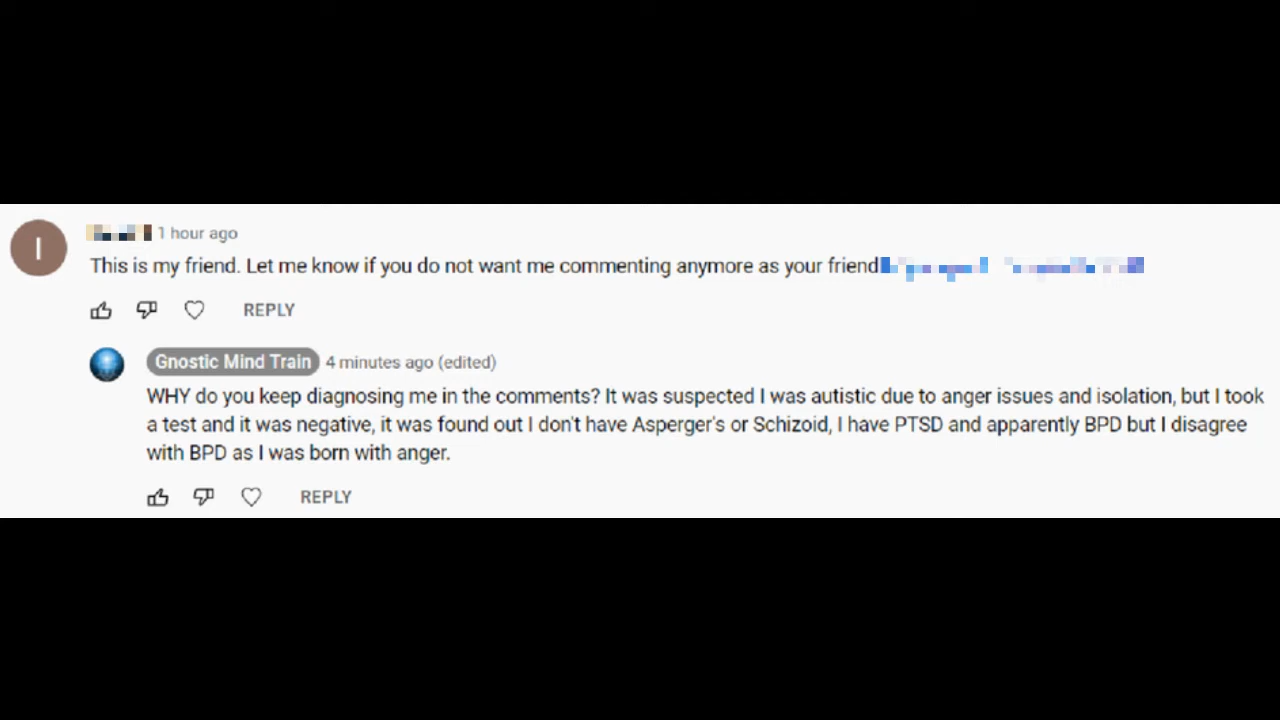 I
1 hour ago
This is my friend. Let me know if you do not want me commenting anymore as your friend
REPLY
Gnostic Mind Train 4 minutes ago (edited)
WHY do you keep diagnosing me in the comments? It was suspected I was autistic due to anger issues and isolation, but I took
a test and it was negative, it was found out I don't have Asperger's or Schizoid, I have PTSD and apparently BPD but I disagree
with BPD as I was born with anger.
REPLY